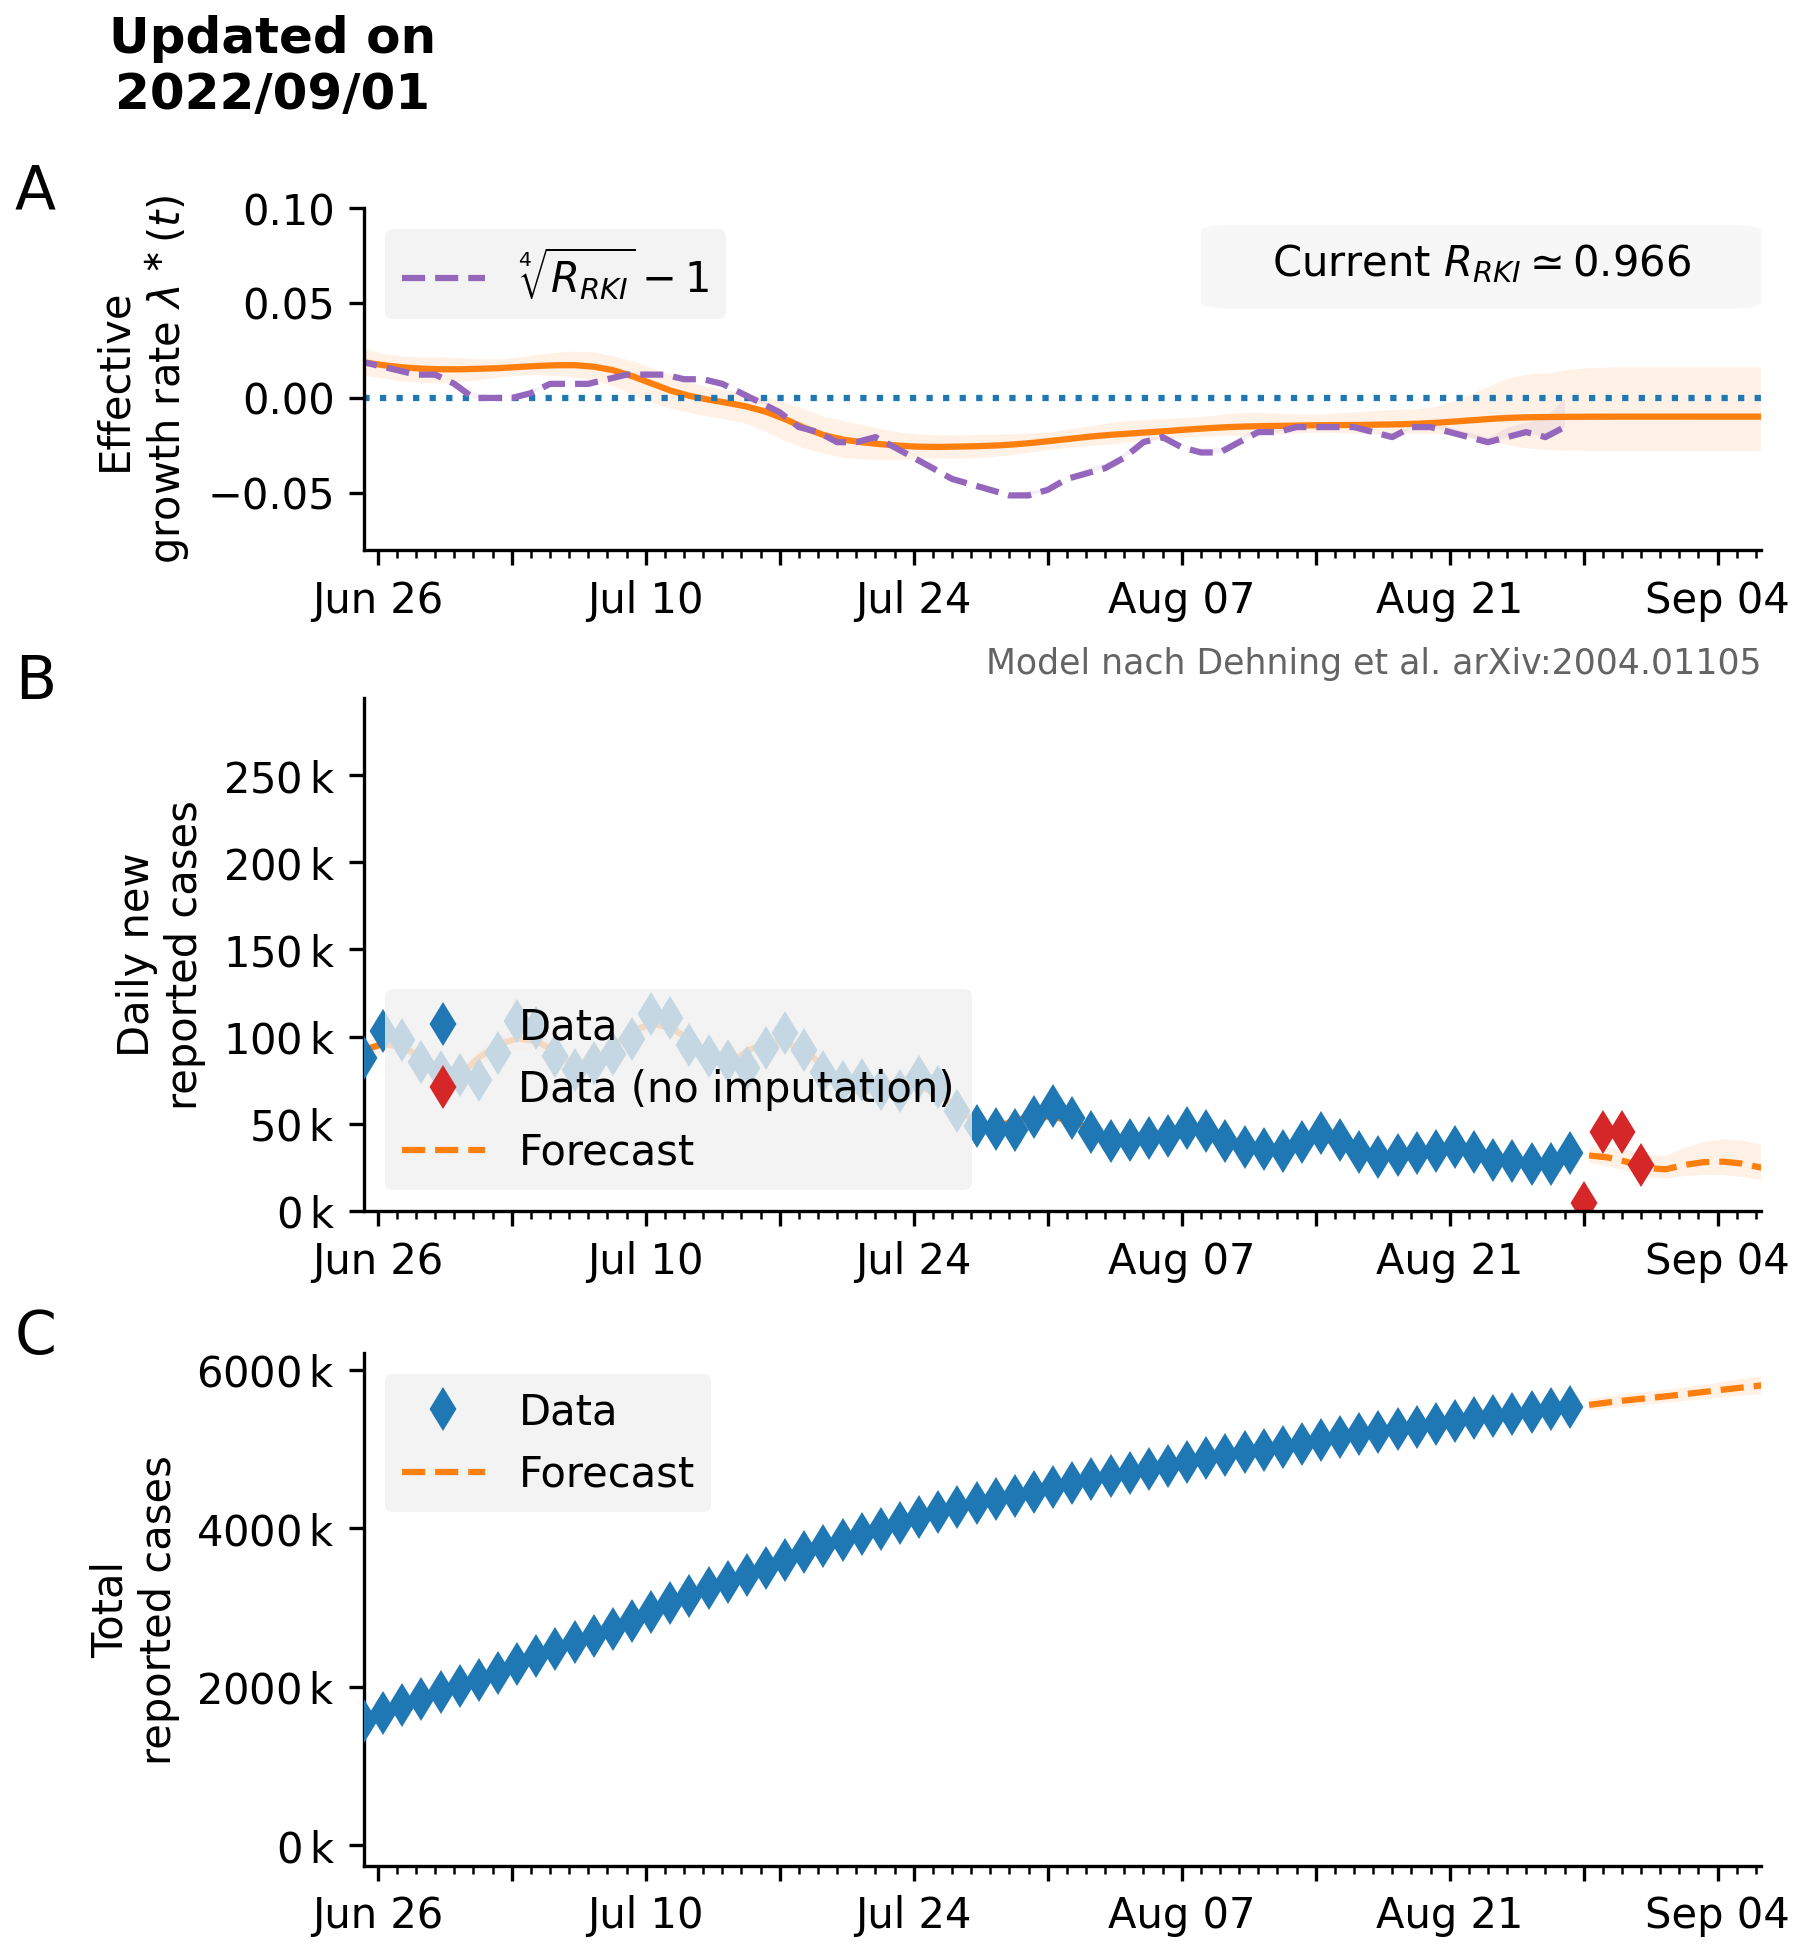 Updated on
2022/09/01
A
Effective
growth rate λ * (t)
0.10
0.05
0.00
−0.05
∜R_RKI − 1
Current R_RKI ≃ 0.966
Jun 26
Jul 10
Jul 24
Aug 07
Aug 21
Sep 04
Model nach Dehning et al. arXiv:2004.01105
B
Daily new
reported cases
250 k
200 k
150 k
100 k
50 k
0 k
Data
Data (no imputation)
Forecast
Jun 26
Jul 10
Jul 24
Aug 07
Aug 21
Sep 04
C
Total
reported cases
6000 k
4000 k
2000 k
0 k
Data
Forecast
Jun 26
Jul 10
Jul 24
Aug 07
Aug 21
Sep 04